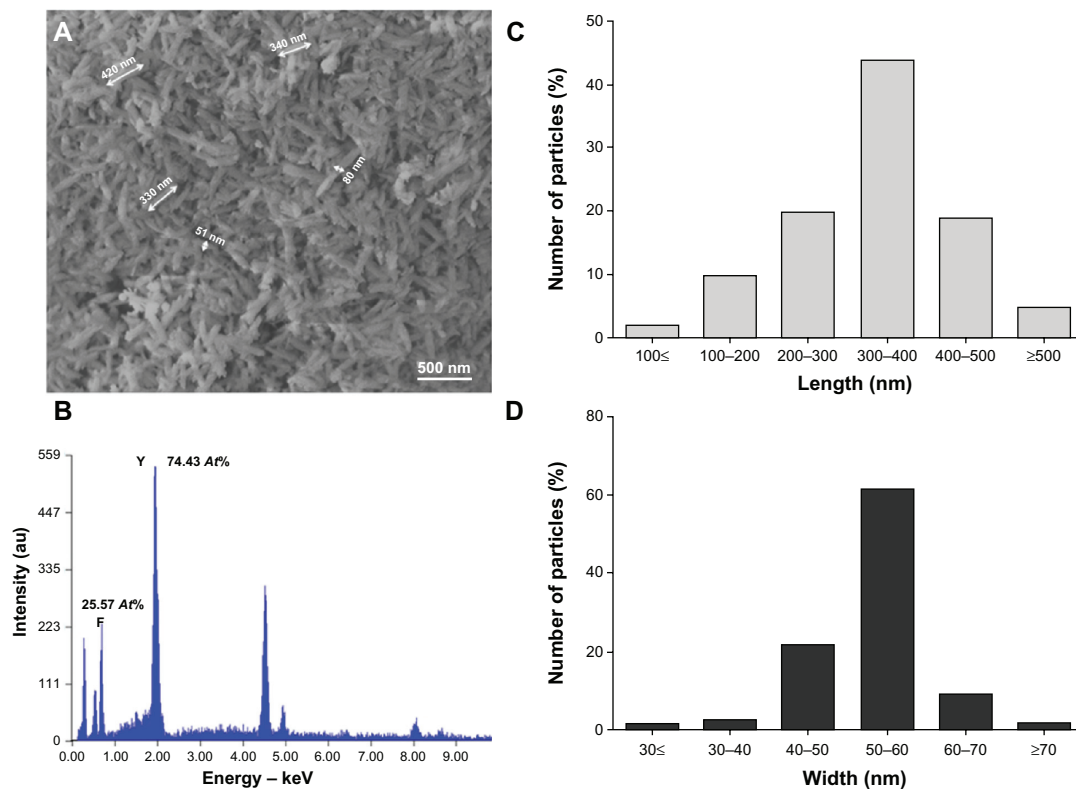 A
420 nm
340 nm
80 nm
330 nm
51 nm
500 nm
B
559
447
335
223
111
0
Intensity (au)
Y 74.43 At%
25.57 At%
F
0.00 1.00 2.00 3.00 4.00 5.00 6.00 7.00 8.00 9.00
Energy – keV
C
50
40
30
20
10
0
Number of particles (%)
100≤ 100–200 200–300 300–400 400–500 ≥500
Length (nm)
D
80
60
40
20
0
Number of particles (%)
30≤ 30–40 40–50 50–60 60–70 ≥70
Width (nm)